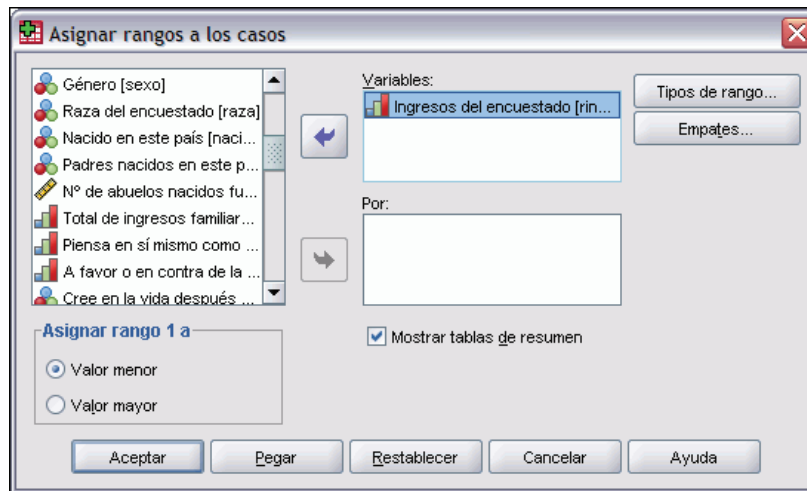 Asignar rangos a los casos
Género [sexo]
Raza del encuestado [raza]
Nacido en este país [naci...
Padres nacidos en este p...
Nº de abuelos nacidos fu...
Total de ingresos familiar...
Piensa en sí mismo como ...
A favor o en contra de la ...
Cree en la vida después ...
Variables:
Ingresos del encuestado [rin...
Por:
Tipos de rango...
Empates...
Asignar rango 1 a
Valor menor
Valor mayor
Mostrar tablas de resumen
Aceptar
Pegar
Restablecer
Cancelar
Ayuda